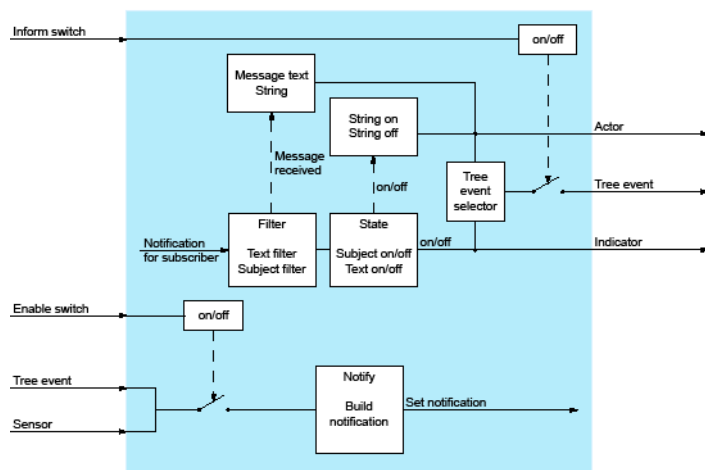 Inform switch
on/off
Message text
String
String on
String off
Actor
Message
received
on/off
Tree
event
selector
Tree event
Filter
State
Notification
for subscriber
Text filter
Subject filter
Subject on/off
Text on/off
on/off
Indicator
Enable switch
on/off
Tree event
Notify
Build
notification
Set notification
Sensor